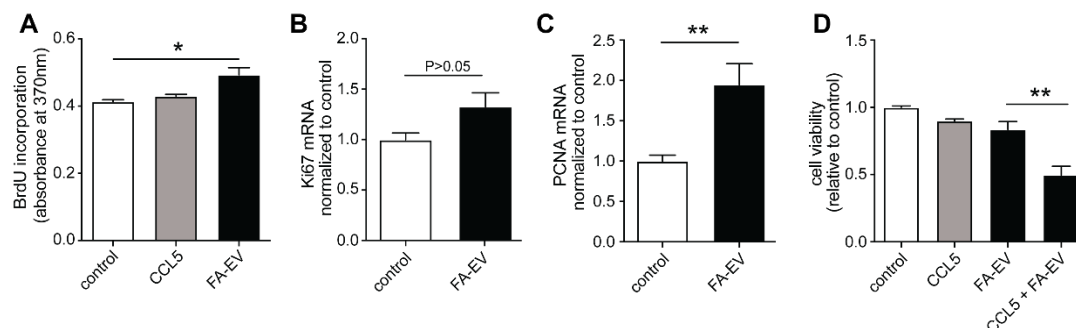 A
BrdU incorporation
(absorbance at 370nm)
0.6
0.4
0.2
0.0
*
control
CCL5
FA-EV
B
Ki67 mRNA
normalized to control
2.0
1.5
1.0
0.5
0.0
P>0.05
control
FA-EV
C
PCNA mRNA
normalized to control
2.5
2.0
1.5
1.0
0.5
0.0
**
control
FA-EV
D
cell viability
(relative to control)
1.5
1.0
0.5
0.0
**
control
CCL5
FA-EV
CCL5 + FA-EV